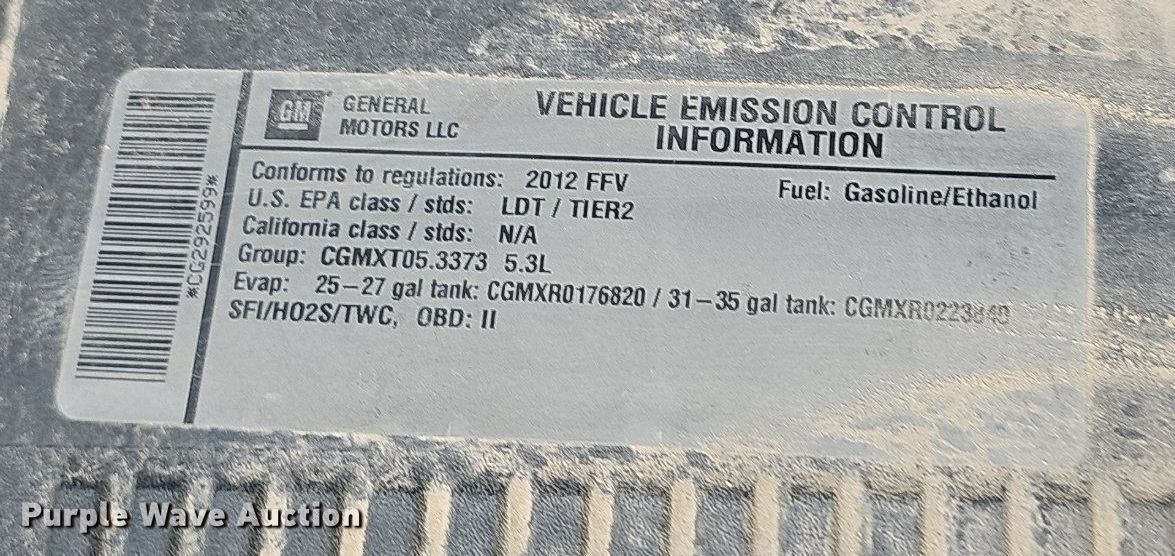 GM
GENERAL
MOTORS LLC
VEHICLE EMISSION CONTROL
INFORMATION
Conforms to regulations: 2012 FFV
Fuel: Gasoline/Ethanol
U.S. EPA class / stds: LDT / TIER2
California class / stds: N/A
Group: CGMXT05.3373 5.3L
Evap: 25-27 gal tank: CGMXR0176820 / 31-35 gal tank:
SFI/HO2S/TWC, OBD: II
*CG292599*
Purple Wave Auction